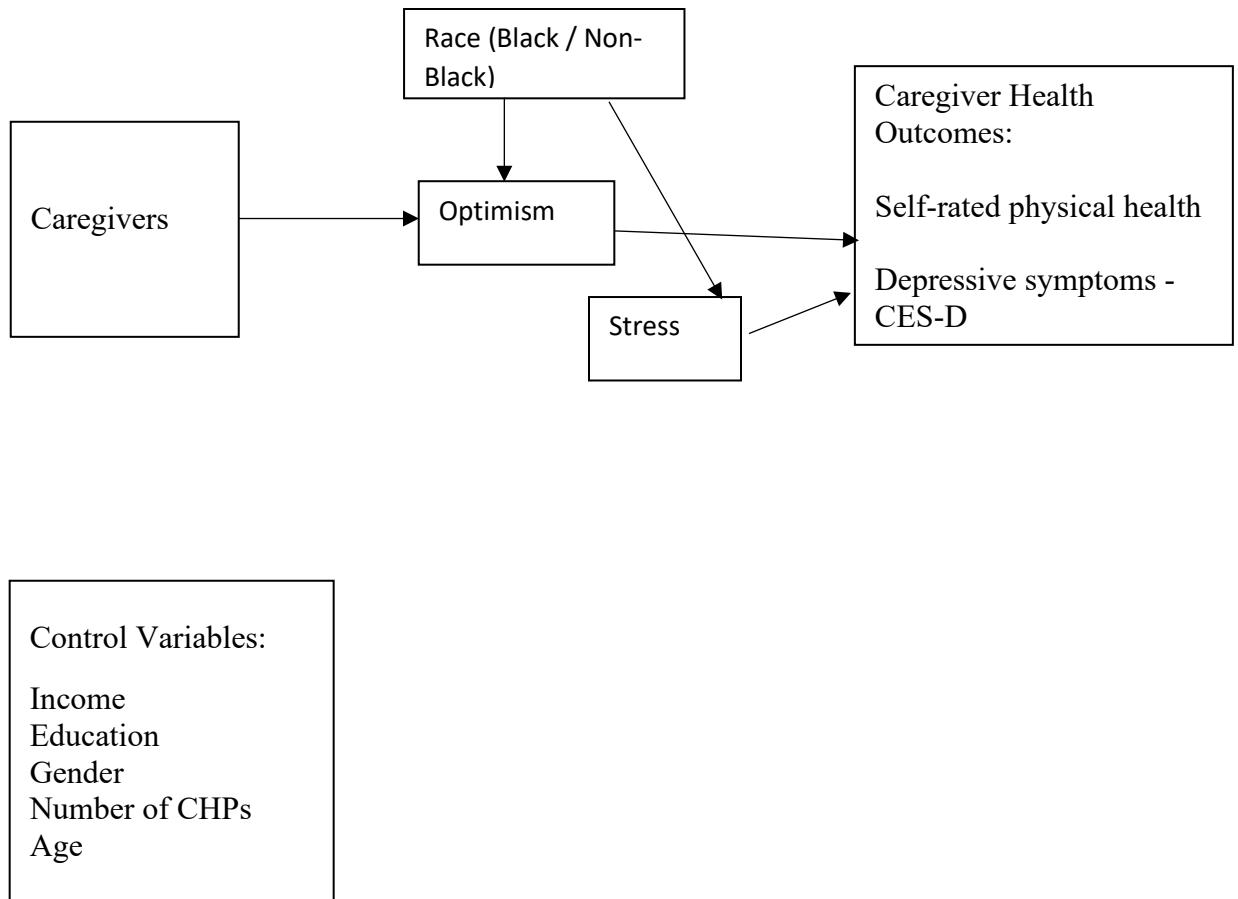 Race (Black / Non-
Black)
Caregiver Health
Outcomes:
Self-rated physical health
Depressive symptoms -
CES-D
Caregivers
Optimism
Stress
Control Variables:
Income
Education
Gender
Number of CHPs
Age